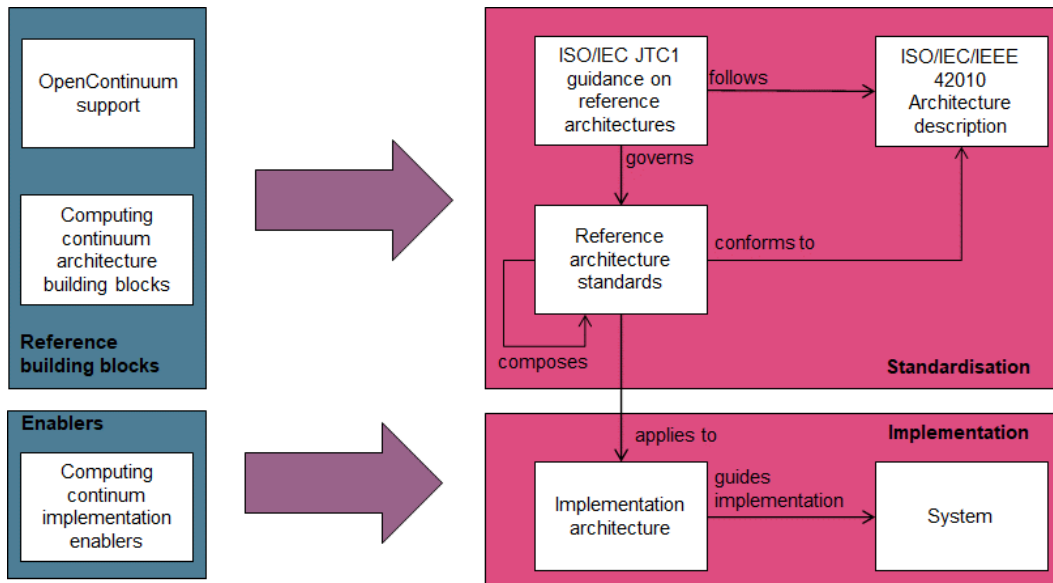 OpenContinuum
support
Computing
continuum
architecture
building blocks
Reference
building blocks
ISO/IEC JTC1
guidance on
reference
architectures
follows
ISO/IEC/IEEE
42010
Architecture
description
governs
Reference
architecture
standards
conforms to
composes
Standardisation
Enablers
Computing
continum
implementation
enablers
applies to
Implementation
Implementation
architecture
guides
implementation
System